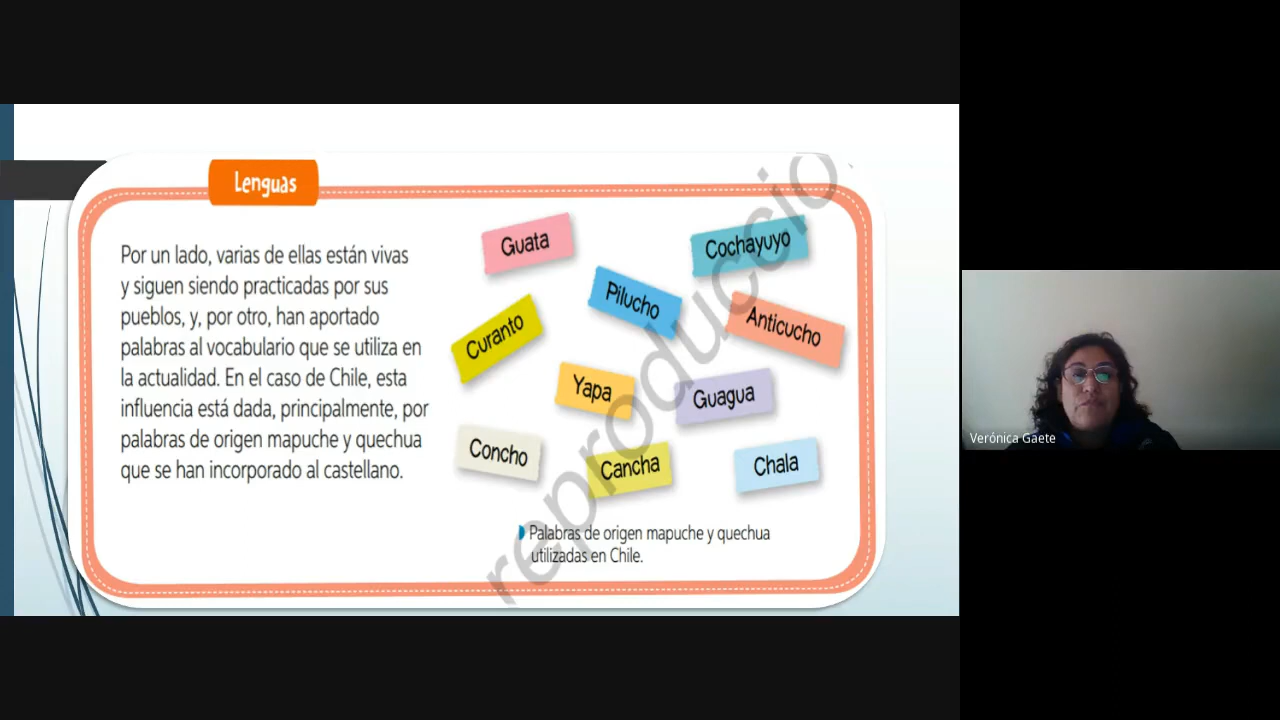 Lenguas
Por un lado, varias de ellas están vivas
y siguen siendo practicadas por sus
pueblos, y, por otro, han aportado
palabras al vocabulario que se utiliza en
la actualidad. En el caso de Chile, esta
influencia está dada, principalmente, por
palabras de origen mapuche y quechua
que se han incorporado al castellano.
Guata
Cochayuyo
Pilucho
Curanto
Anticucho
Yapa
Guagua
Concho
Cancha
Chala
Palabras de origen mapuche y quechua
utilizadas en Chile.
reproduccio
Verónica Gaete